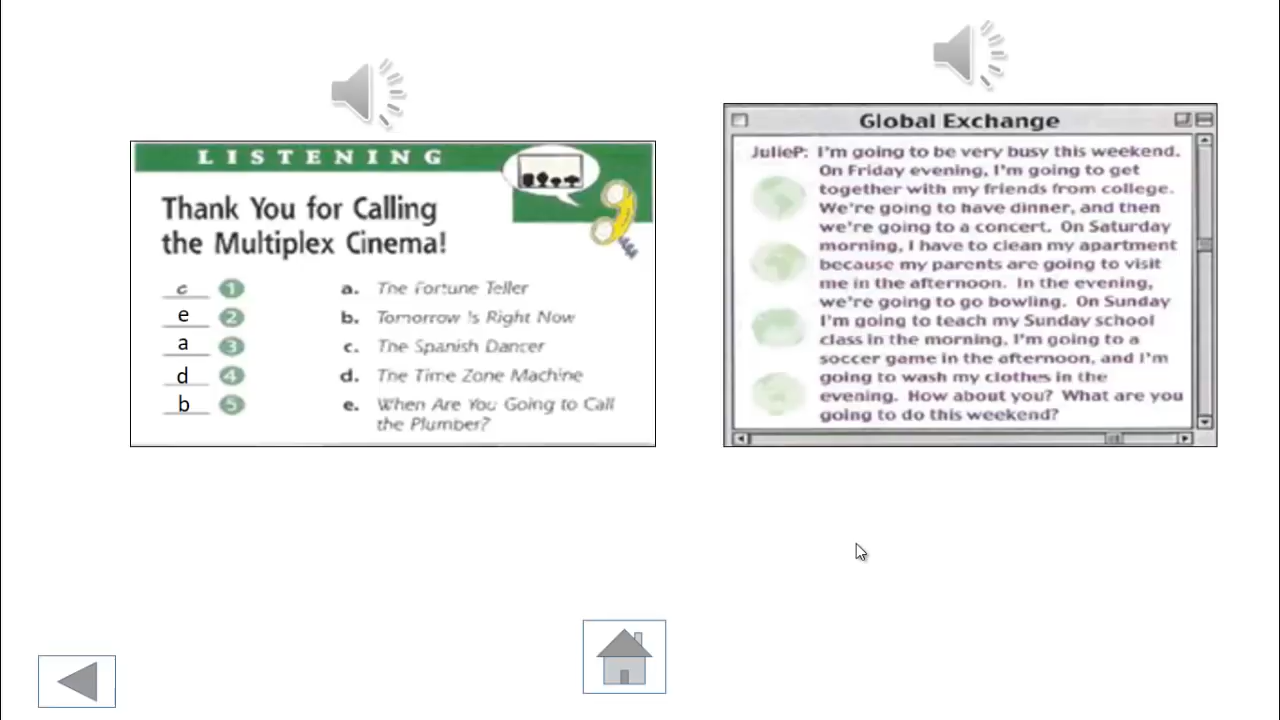 LISTENING
Thank You for Calling
the Multiplex Cinema!
c 1 a. The Fortune Teller
e 2 b. Tomorrow Is Right Now
a 3 c. The Spanish Dancer
d 4 d. The Time Zone Machine
b 5 e. When Are You Going to Call
the Plumber?
Global Exchange
JulieP: I'm going to be very busy this weekend.
On Friday evening, I'm going to get
together with my friends from college.
We're going to have dinner, and then
we're going to a concert. On Saturday
morning, I have to clean my apartment
because my parents are going to visit
me in the afternoon. In the evening,
we're going to go bowling. On Sunday
I'm going to teach my Sunday school
class in the morning, I'm going to a
soccer game in the afternoon, and I'm
going to wash my clothes in the
evening. How about you? What are you
going to do this weekend?